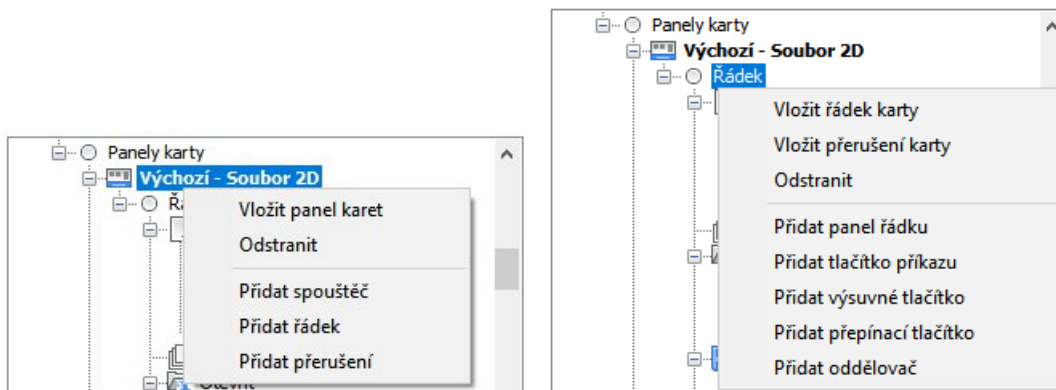 Panely karty
Výchozí - Soubor 2D
Vložit panel karet
Odstranit
Přidat spouštěč
Přidat řádek
Přidat přerušení
Otevřít
Panely karty
Výchozí - Soubor 2D
Řádek
Vložit řádek karty
Vložit přerušení karty
Odstranit
Přidat panel řádku
Přidat tlačítko příkazu
Přidat výsuvné tlačítko
Přidat přepínací tlačítko
Přidat oddělovač